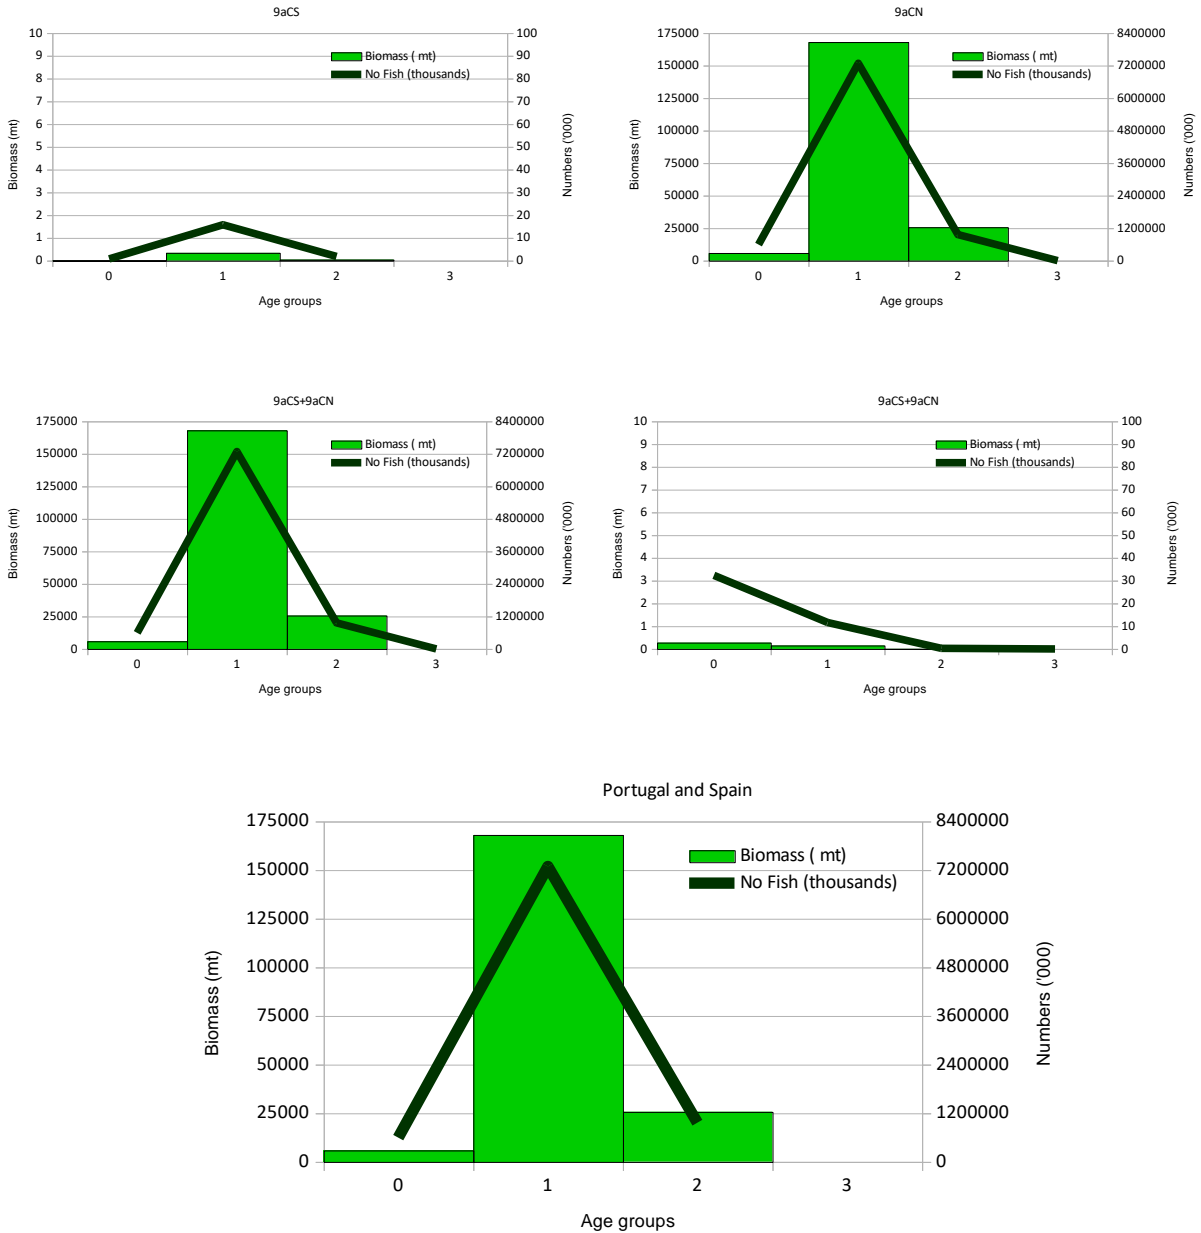 9aCS
10
9
8
7
6
5
4
3
2
1
0
100
90
80
70
60
50
40
30
20
10
0
Biomass ( mt)
No Fish (thousands)
Biomass (mt)
Numbers ('000)
0 1 2 3
Age groups
9aCN
175000
150000
125000
100000
75000
50000
25000
0
8400000
7200000
6000000
4800000
3600000
2400000
1200000
0
Biomass ( mt)
No Fish (thousands)
Biomass (mt)
Numbers ('000)
0 1 2 3
Age groups
9aCS+9aCN
175000
150000
125000
100000
75000
50000
25000
0
8400000
7200000
6000000
4800000
3600000
2400000
1200000
0
Biomass ( mt)
No Fish (thousands)
Biomass (mt)
Numbers ('000)
0 1 2 3
Age groups
9aCS+9aCN
10
9
8
7
6
5
4
3
2
1
0
100
90
80
70
60
50
40
30
20
10
0
Biomass ( mt)
No Fish (thousands)
Biomass (mt)
Numbers ('000)
0 1 2 3
Age groups
Portugal and Spain
175000
150000
125000
100000
75000
50000
25000
0
8400000
7200000
6000000
4800000
3600000
2400000
1200000
0
Biomass ( mt)
No Fish (thousands)
Biomass (mt)
Numbers ('000)
0 1 2 3
Age groups